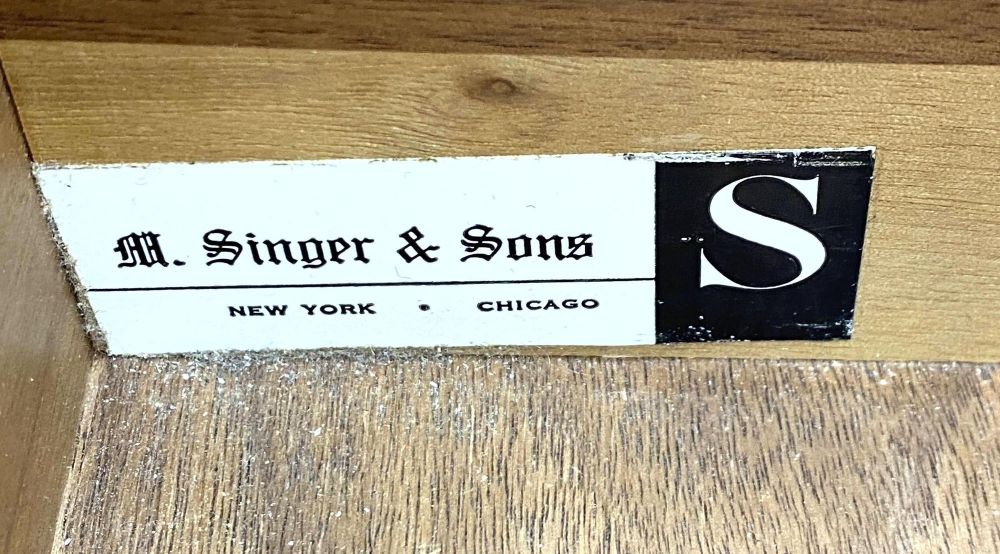 M. Singer & Sons
NEW YORK • CHICAGO
S